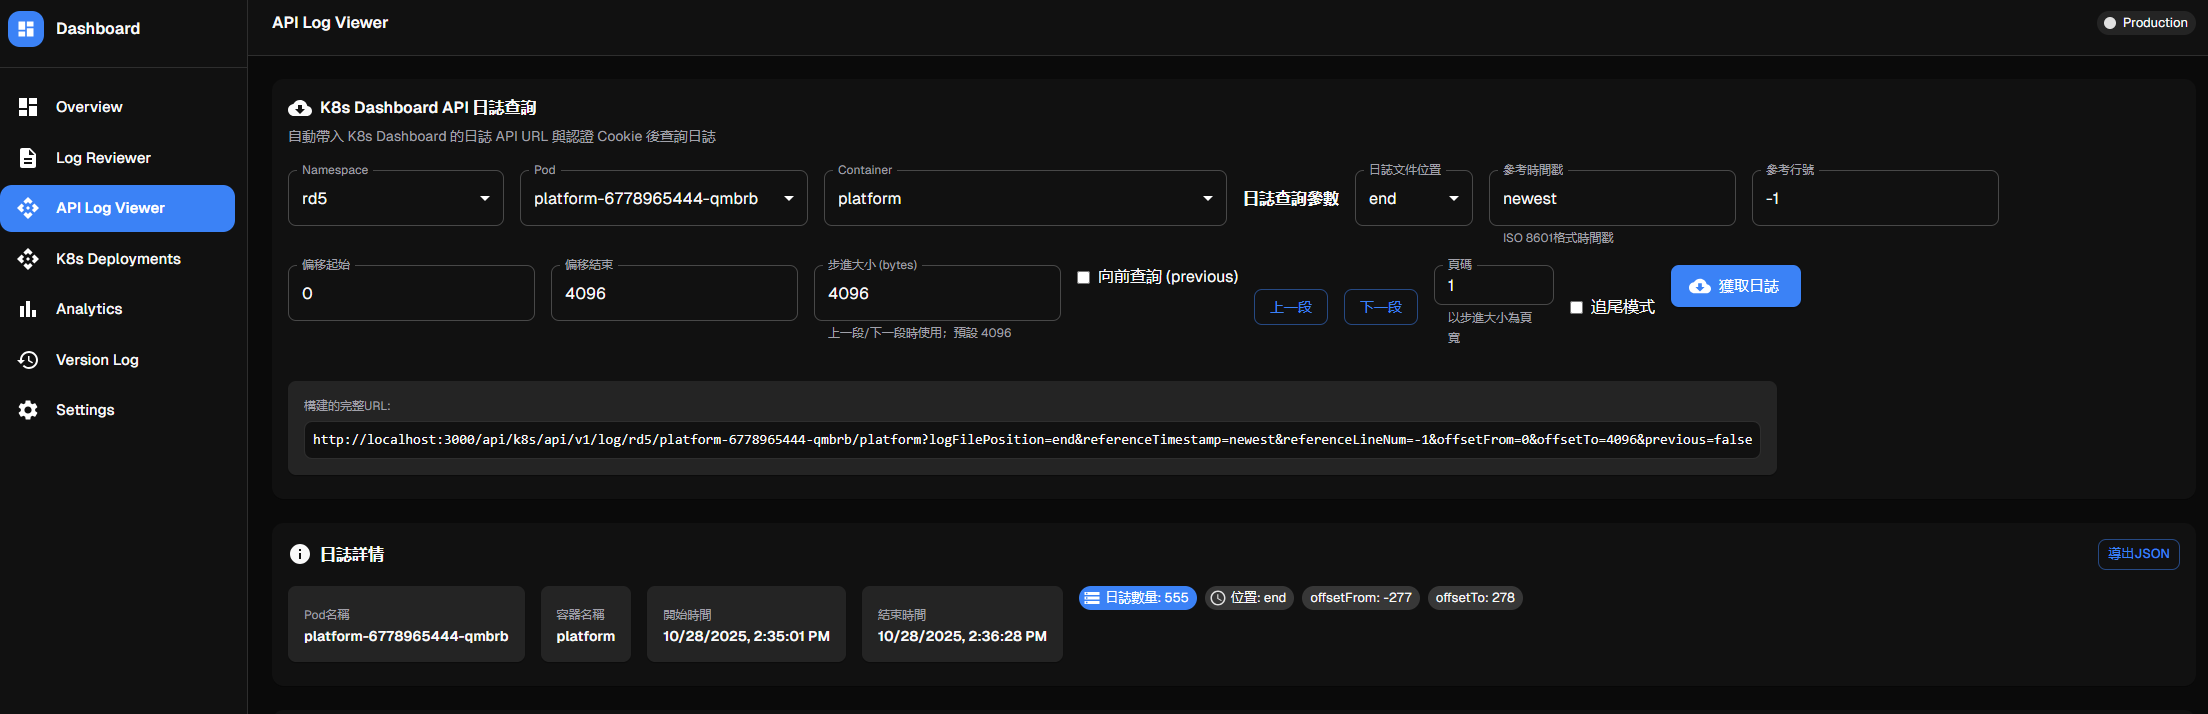 Dashboard
Overview
Log Reviewer
API Log Viewer
K8s Deployments
Analytics
Version Log
Settings
API Log Viewer
Production
K8s Dashboard API 日誌查詢
自動帶入 K8s Dashboard 的日誌 API URL 與認證 Cookie 後查詢日誌
Namespace
rd5
Pod
platform-6778965444-qmbrb
Container
platform
日誌查詢參數
日誌文件位置
end
參考時間戳
newest
ISO 8601格式時間戳
參考行號
-1
偏移起始
0
偏移結束
4096
步進大小 (bytes)
4096
上一段/下一段時使用；預設 4096
向前查詢 (previous)
上一段
下一段
頁碼
1
以步進大小為頁
寬
追尾模式
獲取日誌
構建的完整URL:
http://localhost:3000/api/k8s/api/v1/log/rd5/platform-6778965444-qmbrb/platform?logFilePosition=end&referenceTimestamp=newest&referenceLineNum=-1&offsetFrom=0&offsetTo=4096&previous=false
日誌詳情
導出JSON
Pod名稱
platform-6778965444-qmbrb
容器名稱
platform
開始時間
10/28/2025, 2:35:01 PM
結束時間
10/28/2025, 2:36:28 PM
日誌數量: 555
位置: end
offsetFrom: -277
offsetTo: 278